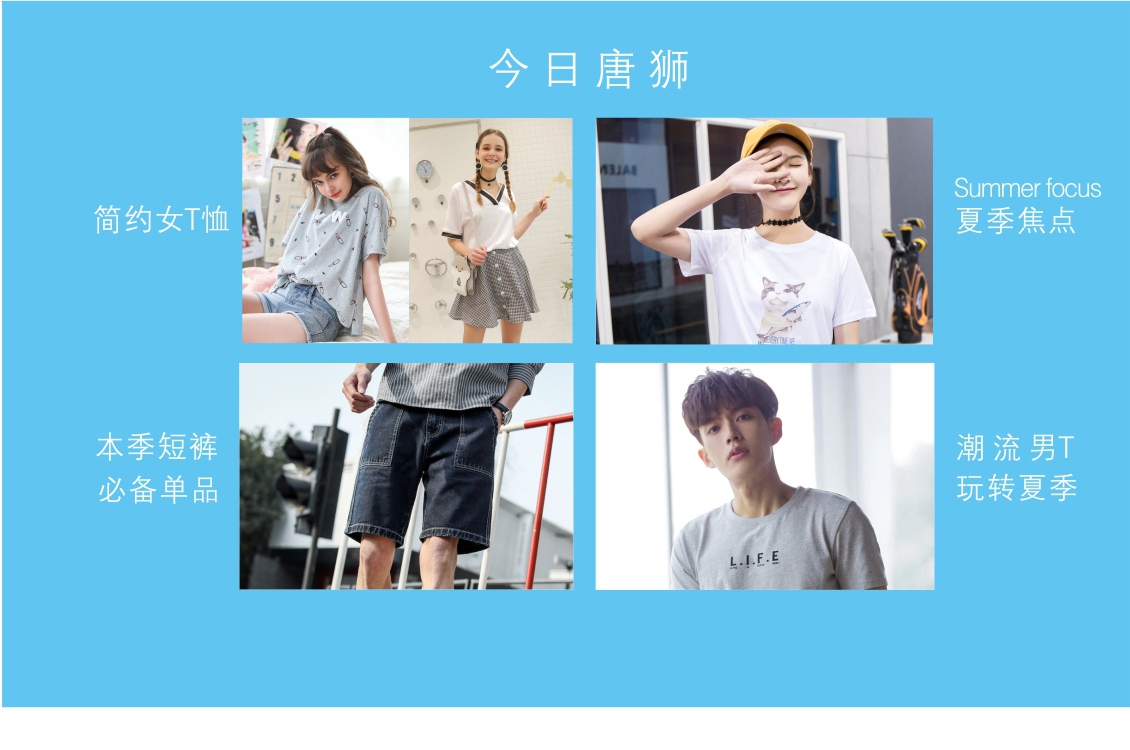 今日唐狮
简约女T恤
Summer focus
夏季焦点
本季短裤
必备单品
潮流男T
玩转夏季
L.I.F.E